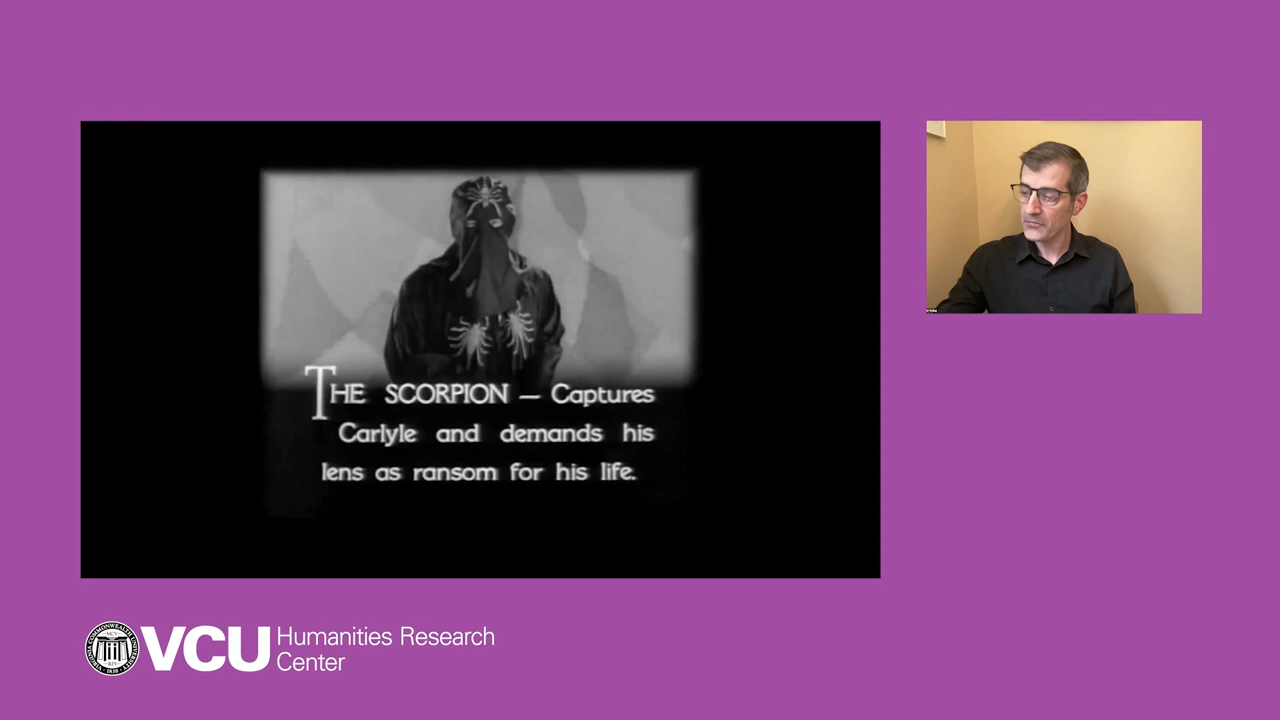 THE SCORPION — Captures
Carlyle and demands his
lens as ransom for his life.
VCU Humanities Research
Center